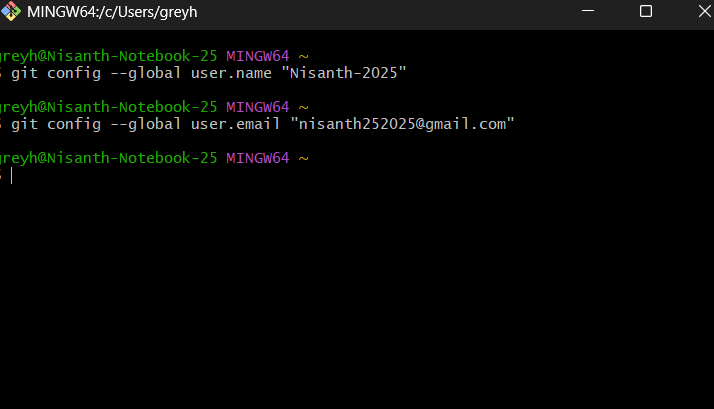 MINGW64:/c/Users/greyh
greyh@Nisanth-Notebook-25 MINGW64 ~
$ git config --global user.name "Nisanth-2025"
greyh@Nisanth-Notebook-25 MINGW64 ~
$ git config --global user.email "nisanth252025@gmail.com"
greyh@Nisanth-Notebook-25 MINGW64 ~
$